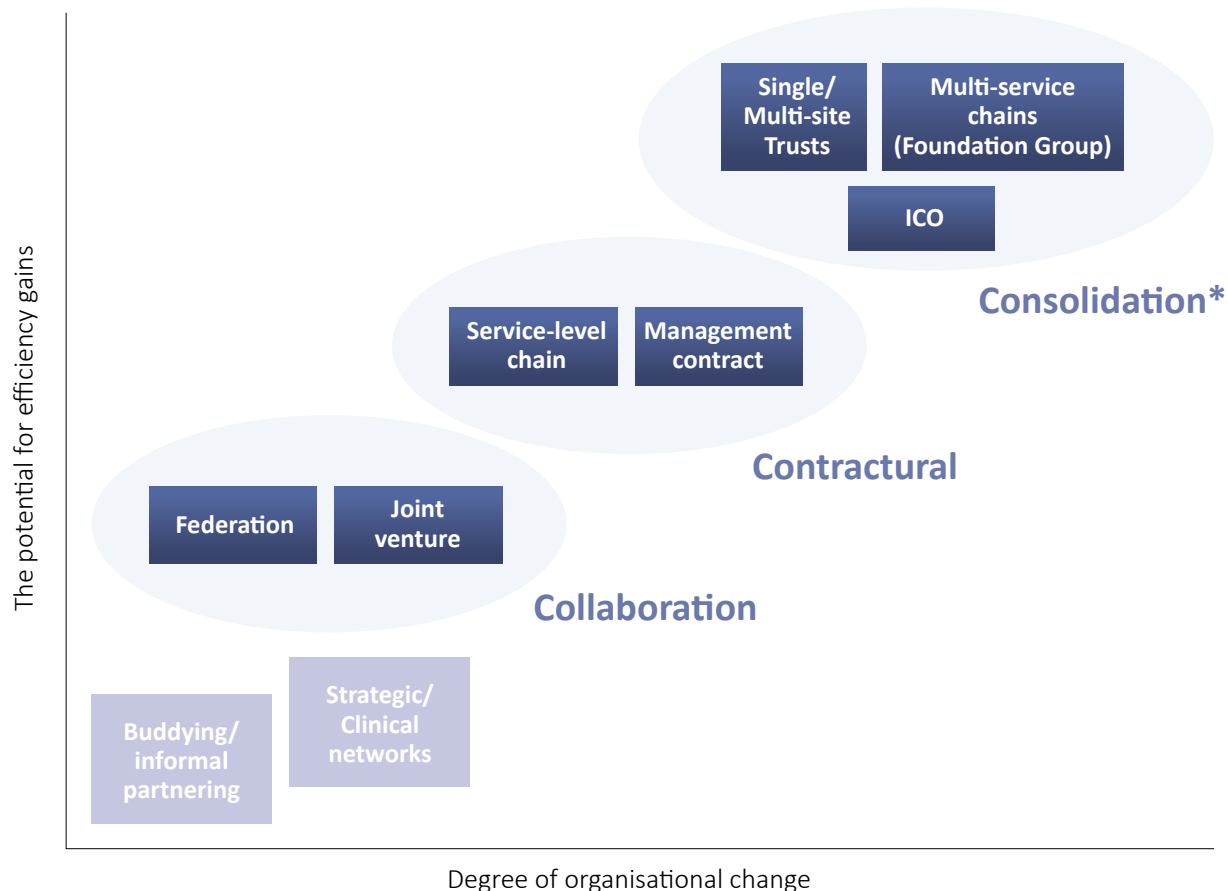 The potential for efficiency gains
Single/
Multi-site
Trusts
Multi-service
chains
(Foundation Group)
ICO
Consolidation*
Service-level
chain
Management
contract
Contractural
Federation
Joint
venture
Collaboration
Strategic/
Clinical
networks
Buddying/
informal
partnering
Degree of organisational change